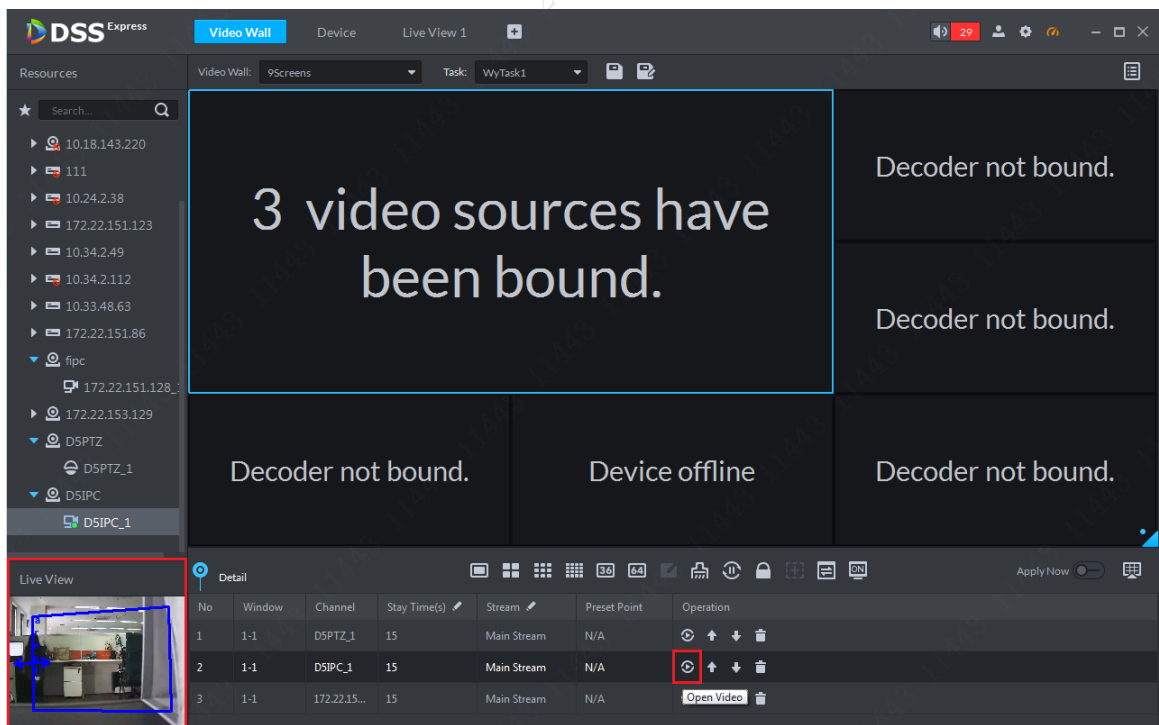 DSS Express
Video Wall Device Live View 1
29
Resources
Video Wall: 9Screens Task: WyTask1
Search...
10.18.143.220
111
10.24.2.38
172.22.151.123
10.34.2.49
10.34.2.112
10.33.48.63
172.22.151.86
fipc
172.22.151.128_
172.22.153.129
D5PTZ
D5PTZ_1
D5IPC
D5IPC_1
3 video sources have
been bound.
Decoder not bound.
Decoder not bound.
Decoder not bound.
Device offline
Decoder not bound.
Live View
Detail
36 64 ON
Apply Now
No Window Channel Stay Time(s) Stream Preset Point Operation
1 1-1 D5PTZ_1 15 Main Stream N/A
2 1-1 D5IPC_1 15 Main Stream N/A
3 1-1 172.22.15... 15 Main Stream N/A
Open Video